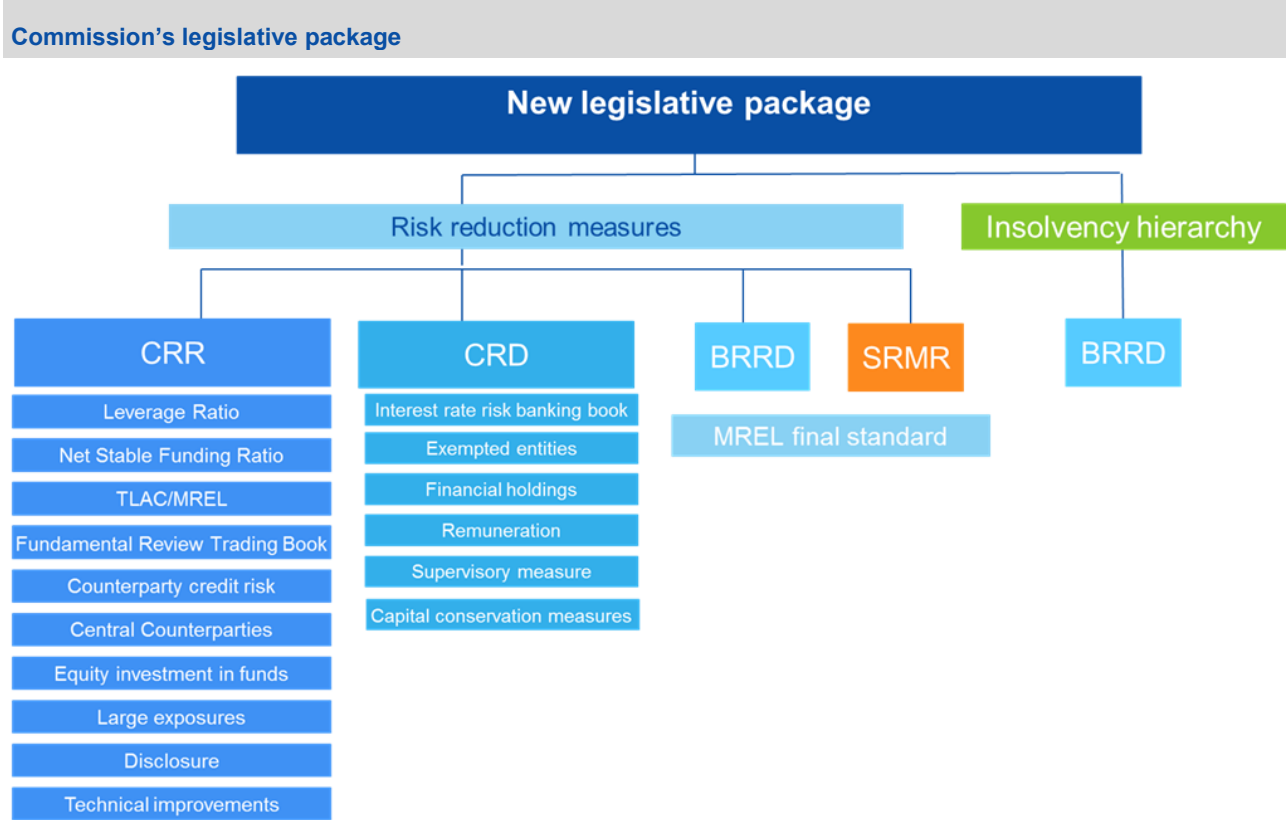 Commission's legislative package
New legislative package
Risk reduction measures
Insolvency hierarchy
CRR
Leverage Ratio
Net Stable Funding Ratio
TLAC/MREL
Fundamental Review Trading Book
Counterparty credit risk
Central Counterparties
Equity investment in funds
Large exposures
Disclosure
Technical improvements
CRD
Interest rate risk banking book
Exempted entities
Financial holdings
Remuneration
Supervisory measure
Capital conservation measures
BRRD
SRMR
MREL final standard
BRRD